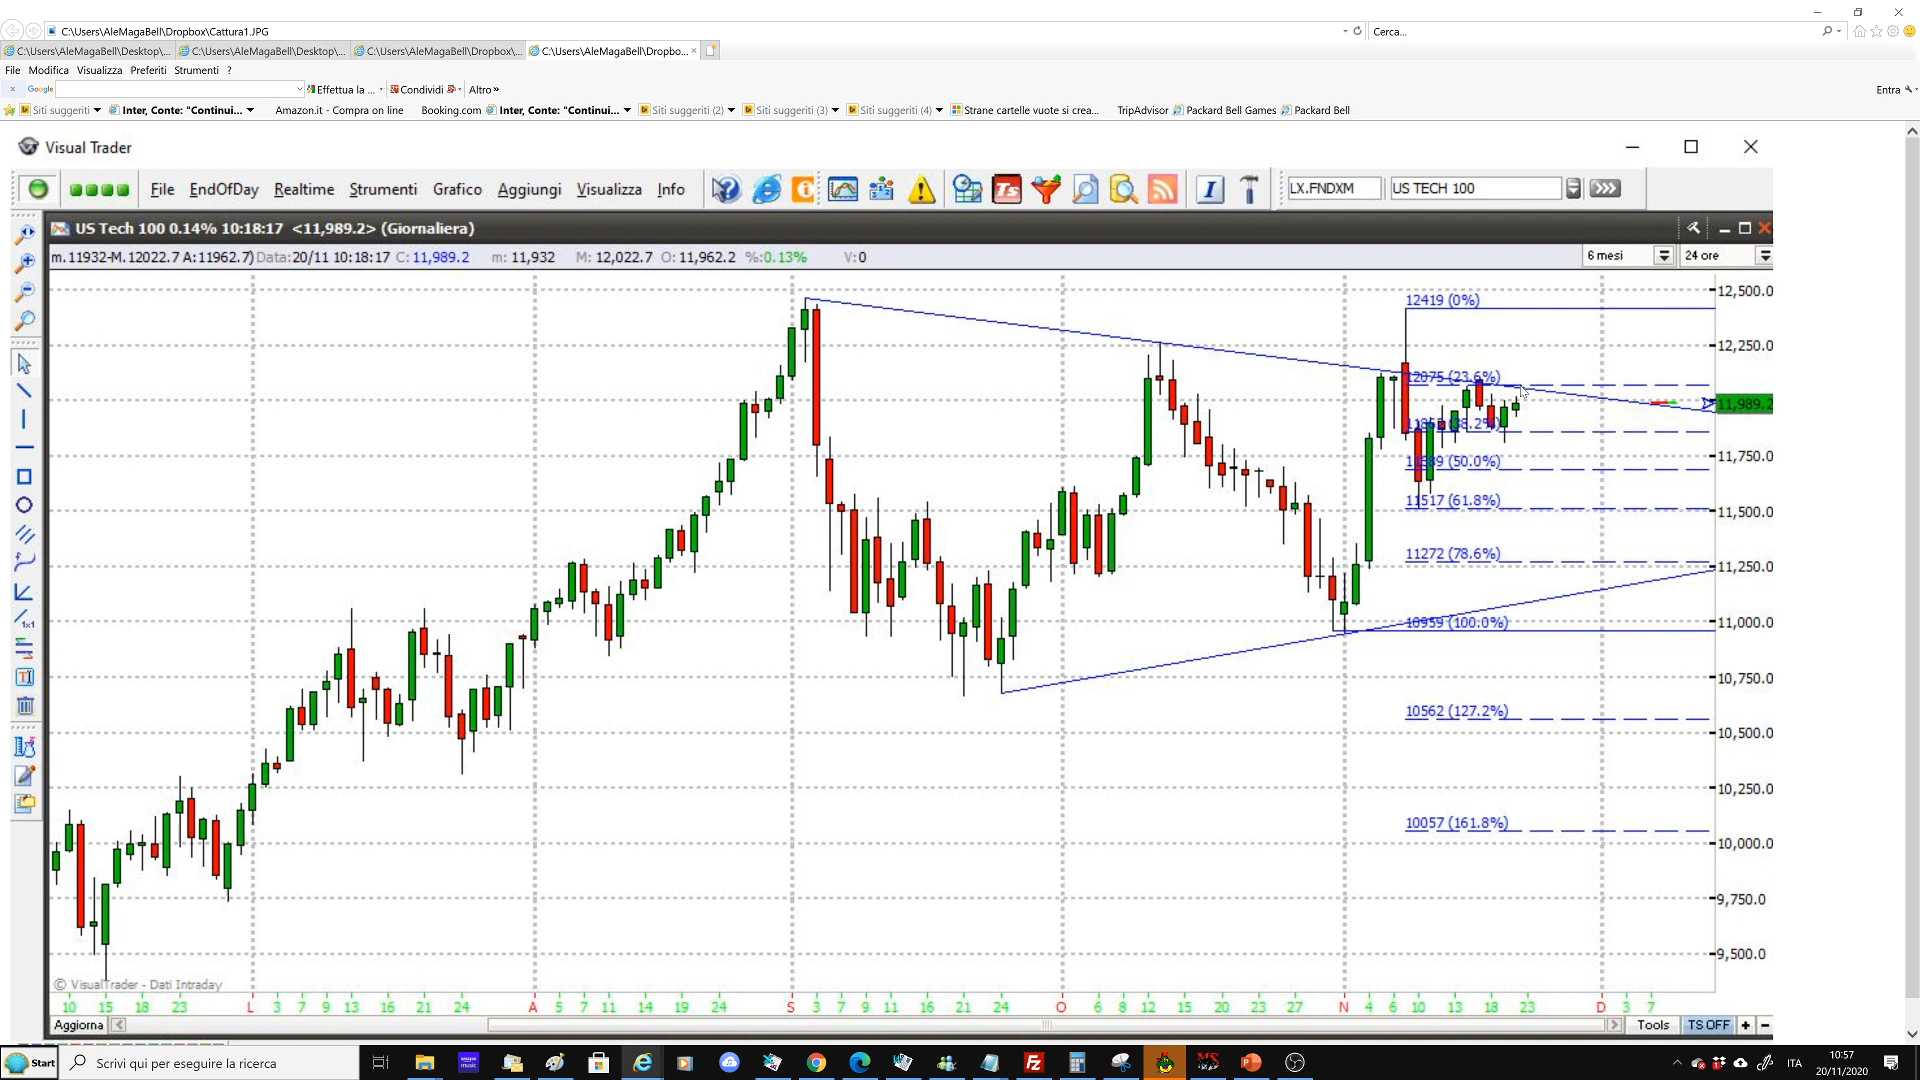 C:\Users\AleMagaBell\Dropbox\Cattura1.JPG
Cerca...
C:\Users\AleMagaBell\Desktop\...
C:\Users\AleMagaBell\Desktop\...
C:\Users\AleMagaBell\Dropbox\...
C:\Users\AleMagaBell\Dropbo...
File Modifica Visualizza Preferiti Strumenti ?
Google
Effettua la ...
Condividi
Altro»
Entra
Siti suggeriti
Inter, Conte: "Continui...
Amazon.it - Compra on line
Booking.com
Inter, Conte: "Continui...
Siti suggeriti (2)
Siti suggeriti (3)
Siti suggeriti (4)
Strane cartelle vuote si crea...
TripAdvisor
Packard Bell Games
Packard Bell
Visual Trader
File EndOfDay Realtime Strumenti Grafico Aggiungi Visualizza Info
LX.FNDXM
US TECH 100
US Tech 100 0.14% 10:18:17 <11,989.2> (Giornaliera)
m.11932-M.12022.7 A:11962.7) Data:20/11 10:18:17 C: 11,989.2 m: 11,932 M: 12,022.7 O: 11,962.2 %:0.13% V:0
6 mesi
24 ore
12419 (0%)
12075 (23.6%)
(38.2%)
11689 (50.0%)
11517 (61.8%)
11272 (78.6%)
10959 (100.0%)
10562 (127.2%)
10057 (161.8%)
12,500.0
12,250.0
11,989.2
11,750.0
11,500.0
11,250.0
11,000.0
10,750.0
10,500.0
10,250.0
10,000.0
9,750.0
9,500.0
© VisualTrader - Dati Intraday
10 15 18 23 L 3 7 9 13 16 21 24 A 5 7 11 14 19 24 S 3 7 9 11 16 21 24 O 6 8 12 15 20 23 27 N 4 6 10 13 18 23 D 3 7
Aggiorna
Tools
TS OFF
Start
Scrivi qui per eseguire la ricerca
ITA
10:57
20/11/2020